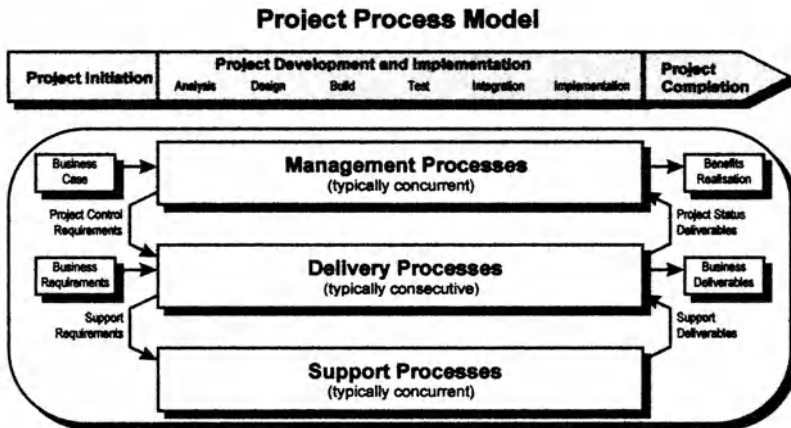 Project Process Model
Project Initiation
Project Development and Implementation
Analysis Design Build Test Integration Implementation
Project
Completion
Business
Case
Management Processes
(typically concurrent)
Benefits
Realisation
Project Control
Requirements
Project Status
Deliverables
Business
Requirements
Delivery Processes
(typically consecutive)
Business
Deliverables
Support
Requirements
Support
Deliverables
Support Processes
(typically concurrent)